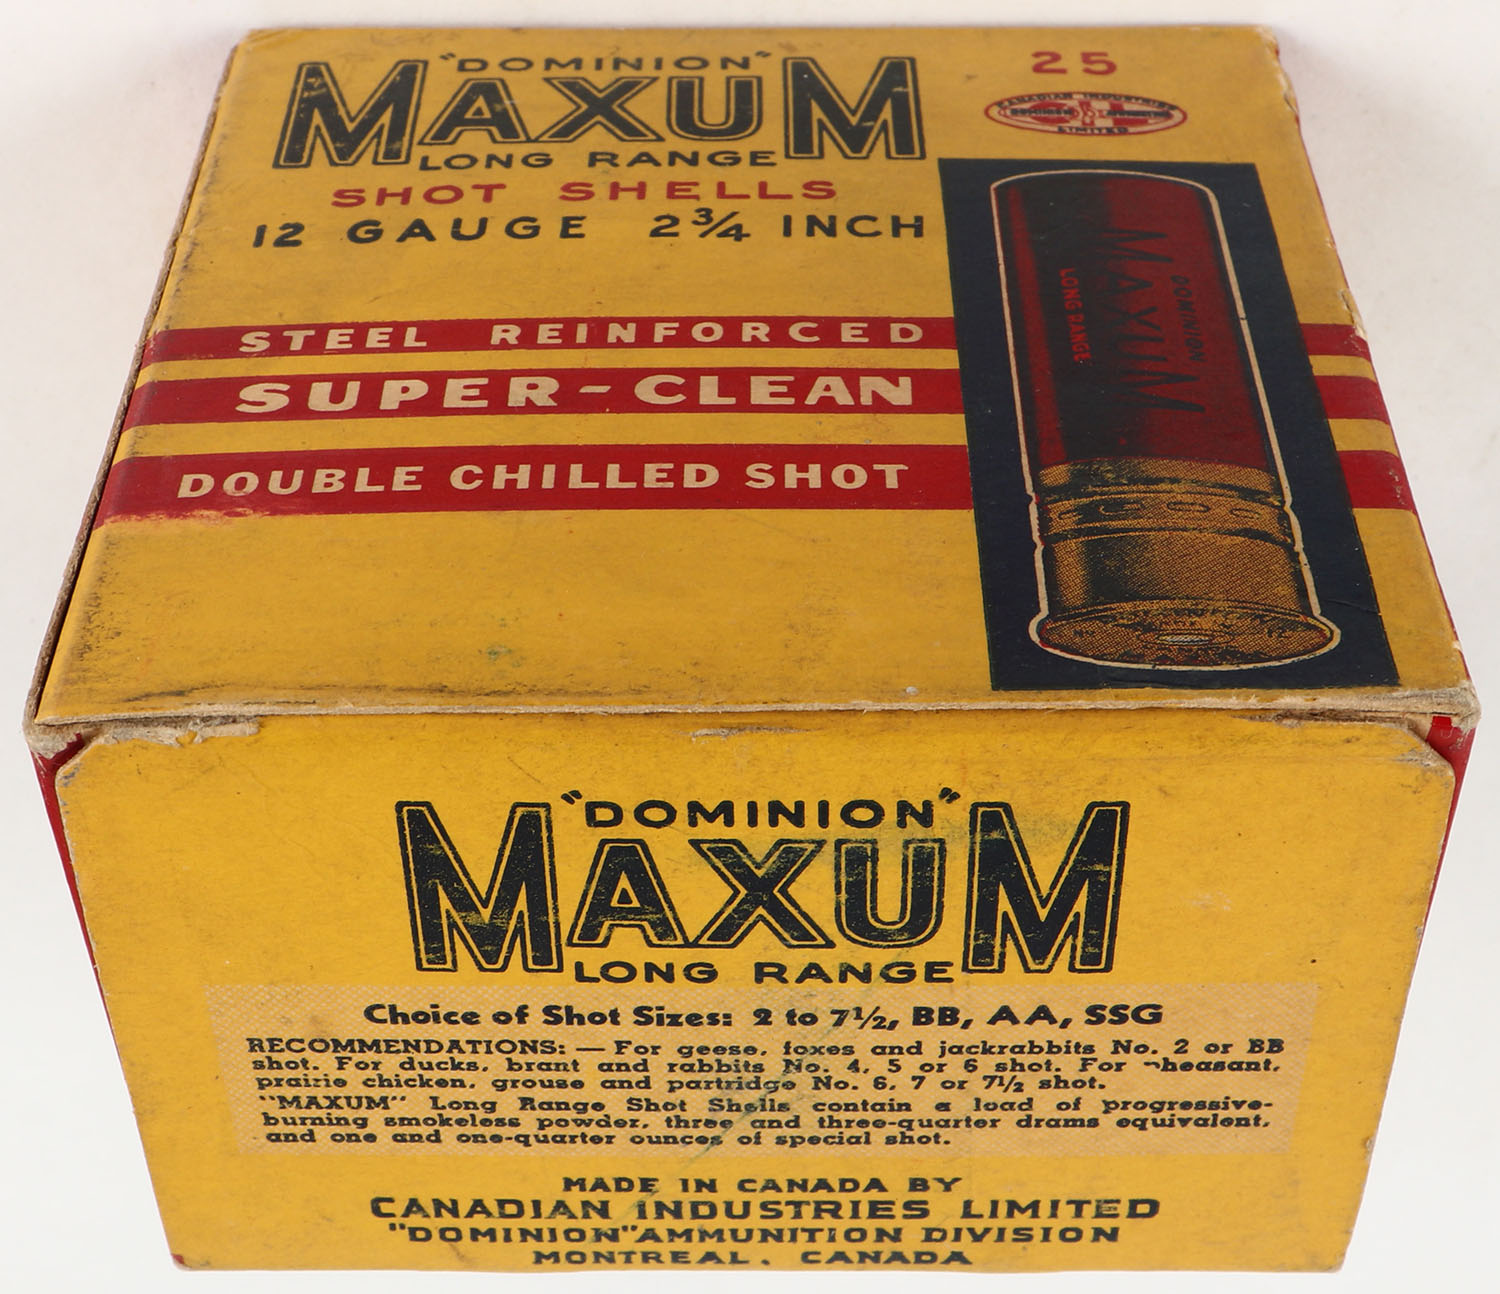 "DOMINION"
MAXUM
LONG RANGE
SHOT SHELLS
12 GAUGE 2¾ INCH
25
CANADIAN INDUSTRIES
CIL
LIMITED
STEEL REINFORCED
SUPER-CLEAN
DOUBLE CHILLED SHOT
DOMINION
MAXUM
LONG RANGE
"DOMINION"
MAXUM
LONG RANGE
Choice of Shot Sizes: 2 to 7½, BB, AA, SSG
RECOMMENDATIONS: — For geese, foxes and jackrabbits No. 2 or BB
shot. For ducks, brant and rabbits No. 4, 5 or 6 shot. For pheasant,
prairie chicken, grouse and partridge No. 6, 7 or 7½ shot.
"MAXUM" Long Range Shot Shells contain a load of progressive-
burning smokeless powder, three and three-quarter drams equivalent,
and one and one-quarter ounces of special shot.
MADE IN CANADA BY
CANADIAN INDUSTRIES LIMITED
"DOMINION" AMMUNITION DIVISION
MONTREAL, CANADA